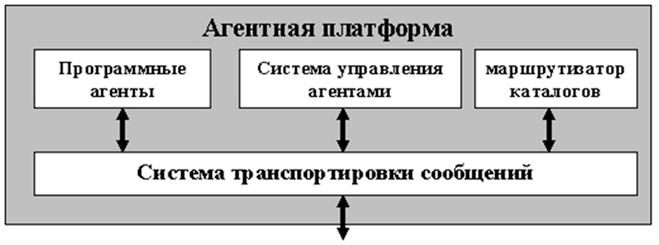 Агентная платформа
Программные
агенты
Система управления
агентами
маршрутизатор
каталогов
Система транспортировки сообщений